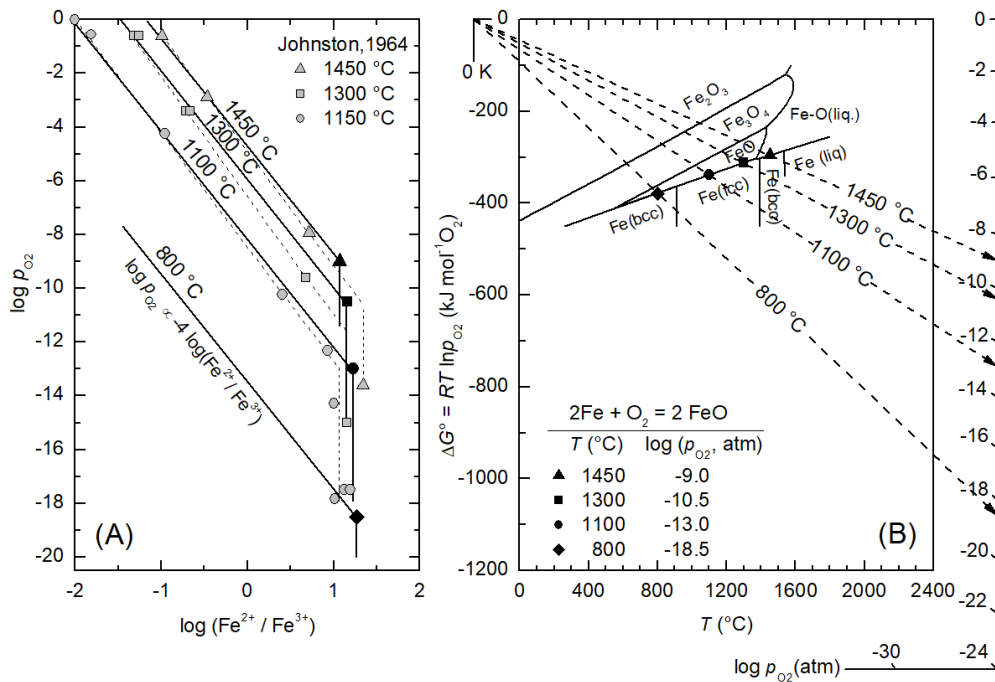 Johnston, 1964
1450 °C
1300 °C
1150 °C
1450 °C
1300 °C
1100 °C
800 °C
log p O2 ∝ -4 log(Fe2+ / Fe3+)
(A)
0
-2
-4
-6
-8
-10
-12
-14
-16
-18
-20
log p O2
-2 -1 0 1 2
log (Fe2+ / Fe3+)
0
-200
-400
-600
-800
-1000
-1200
ΔG° = RT lnp O2 (kJ mol-1O2)
0 K
Fe2O3
Fe3O4
Fe-O(liq.)
FeO
Fe (liq)
Fe(fcc)
Fe(bcc)
Fe(bcc)
1450 °C
1300 °C
1100 °C
800 °C
2Fe + O2 = 2 FeO
T (°C) log (pO2, atm)
1450 -9.0
1300 -10.5
1100 -13.0
800 -18.5
(B)
0 400 800 1200 1600 2000 2400
T (°C)
0
-2
-4
-6
-8
-10
-12
-14
-16
-18
-20
-22
-30 -24
log p O2(atm)